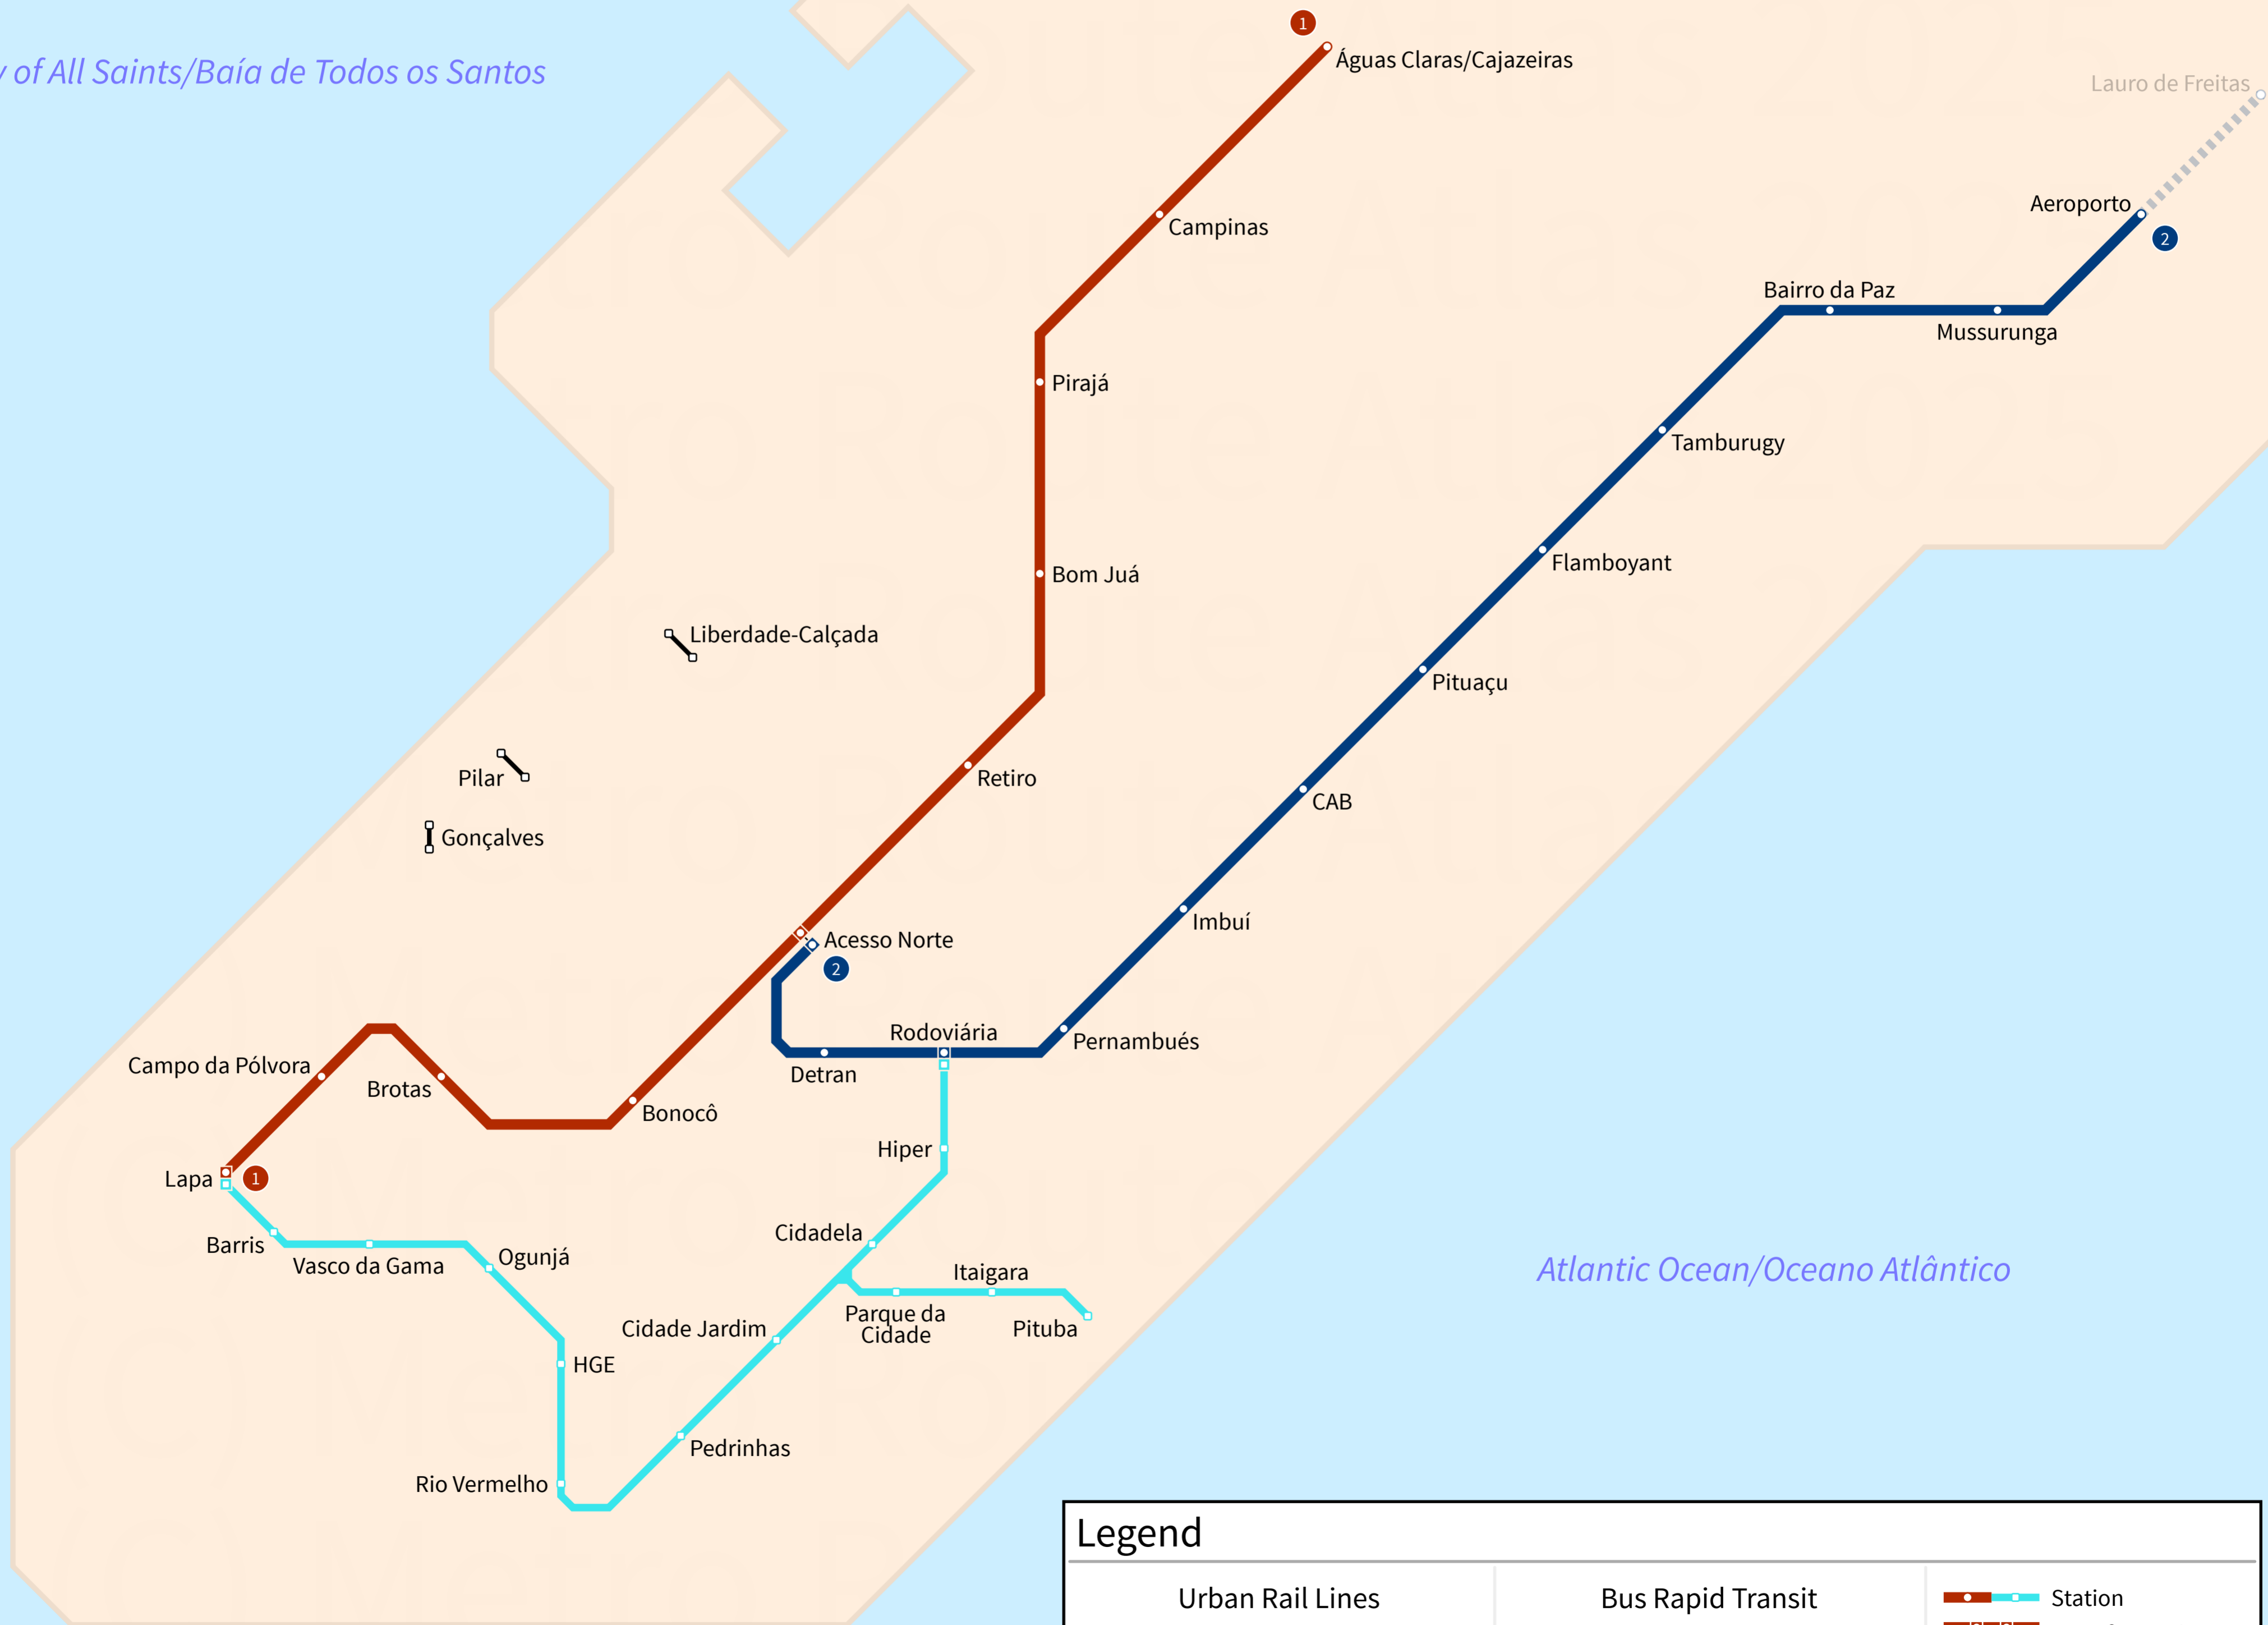 1
Águas Claras/Cajazeiras
of All Saints/Baía de Todos os Santos
Lauro de Freitas
Aeroporto
2
Campinas
Bairro da Paz
Mussurunga
Pirajá
Tamburugy
Flamboyant
Bom Juá
Liberdade-Calçada
Pituaçu
Pilar
Retiro
CAB
Gonçalves
Imbuí
Acesso Norte
2
Rodoviária
Pernambués
Campo da Pólvora
Brotas
Detran
Bonocô
Hiper
Lapa
1
Cidadela
Barris
Vasco da Gama
Ogunjá
Itaigara
Atlantic Ocean/Oceano Atlântico
Parque da
Cidade
Pituba
Cidade Jardim
HGE
Pedrinhas
Rio Vermelho
Legend
Urban Rail Lines
Bus Rapid Transit
Station